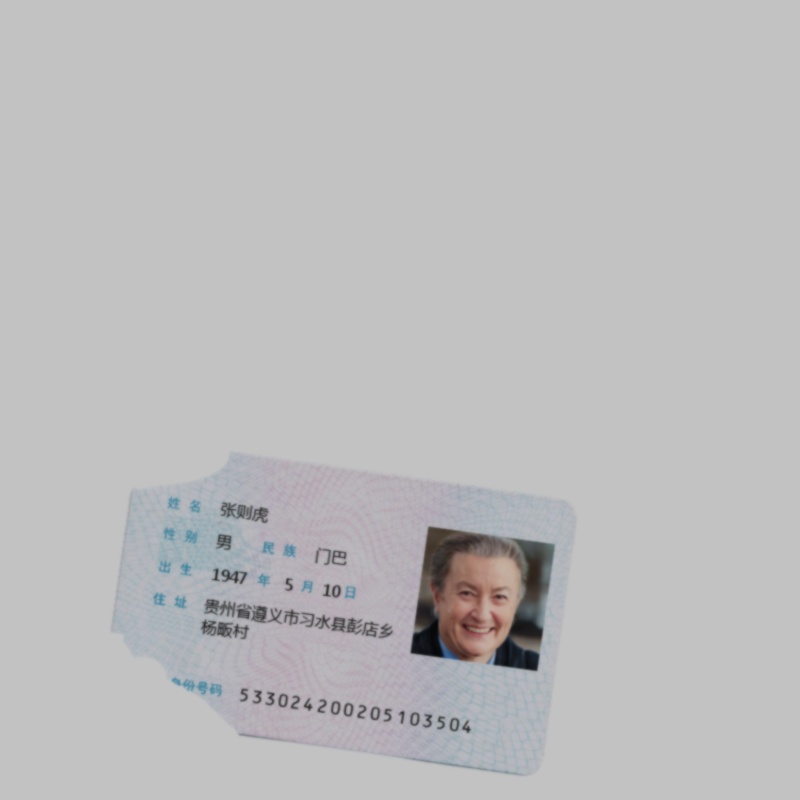 姓名 张则虎
性别 男 民族 门巴
出生 1947 年 5 月 10 日
住址 贵州省遵义市习水县彭店乡
杨畈村
身份号码 533024200205103504